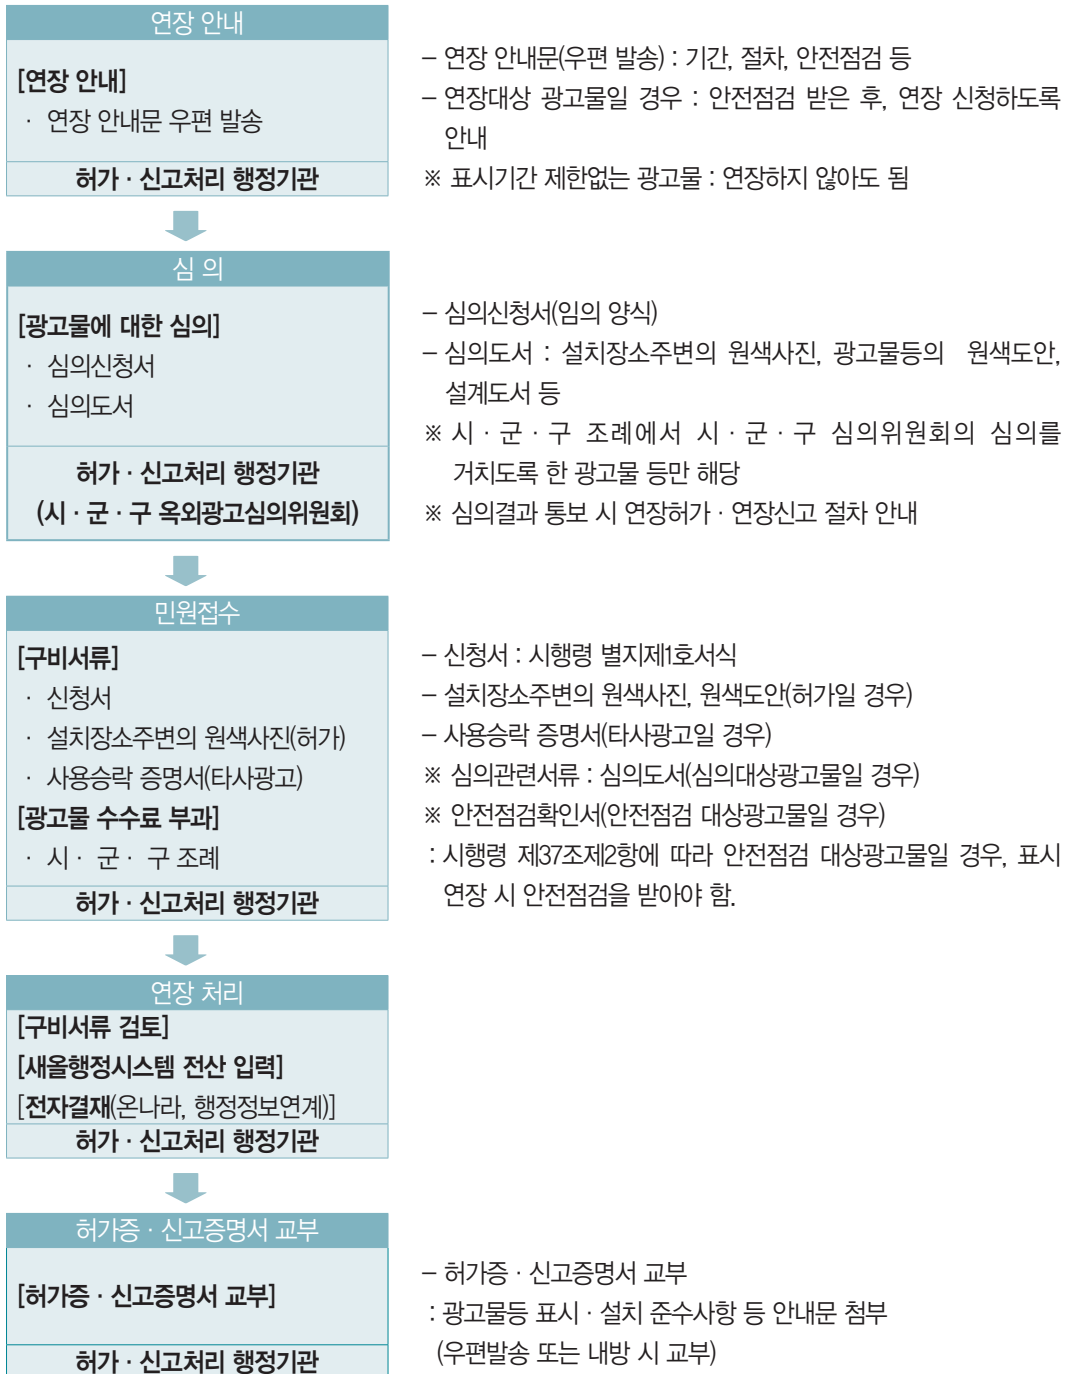 연장 안내
[연장 안내]
· 연장 안내문 우편 발송
허가 · 신고처리 행정기관
– 연장 안내문(우편 발송) : 기간, 절차, 안전점검 등
– 연장대상 광고물일 경우 : 안전점검 받은 후, 연장 신청하도록
안내
※ 표시기간 제한없는 광고물 : 연장하지 않아도 됨
심 의
[광고물에 대한 심의]
· 심의신청서
· 심의도서
허가 · 신고처리 행정기관
(시 · 군 · 구 옥외광고심의위원회)
– 심의신청서(임의 양식)
– 심의도서 : 설치장소주변의 원색사진, 광고물등의 원색도안,
설계도서 등
※ 시 · 군 · 구 조례에서 시 · 군 · 구 심의위원회의 심의를
거치도록 한 광고물 등만 해당
※ 심의결과 통보 시 연장허가 · 연장신고 절차 안내
민원접수
[구비서류]
· 신청서
· 설치장소주변의 원색사진(허가)
· 사용승락 증명서(타사광고)
[광고물 수수료 부과]
· 시 · 군 · 구 조례
허가 · 신고처리 행정기관
– 신청서 : 시행령 별지제1호서식
– 설치장소주변의 원색사진, 원색도안(허가일 경우)
– 사용승락 증명서(타사광고일 경우)
※ 심의관련서류 : 심의도서(심의대상광고물일 경우)
※ 안전점검확인서(안전점검 대상광고물일 경우)
: 시행령 제37조제2항에 따라 안전점검 대상광고물일 경우, 표시
연장 시 안전점검을 받아야 함.
연장 처리
[구비서류 검토]
[새올행정시스템 전산 입력]
[전자결재(온나라, 행정정보연계)]
허가 · 신고처리 행정기관
허가증 · 신고증명서 교부
[허가증 · 신고증명서 교부]
허가 · 신고처리 행정기관
– 허가증 · 신고증명서 교부
: 광고물등 표시 · 설치 준수사항 등 안내문 첨부
(우편발송 또는 내방 시 교부)